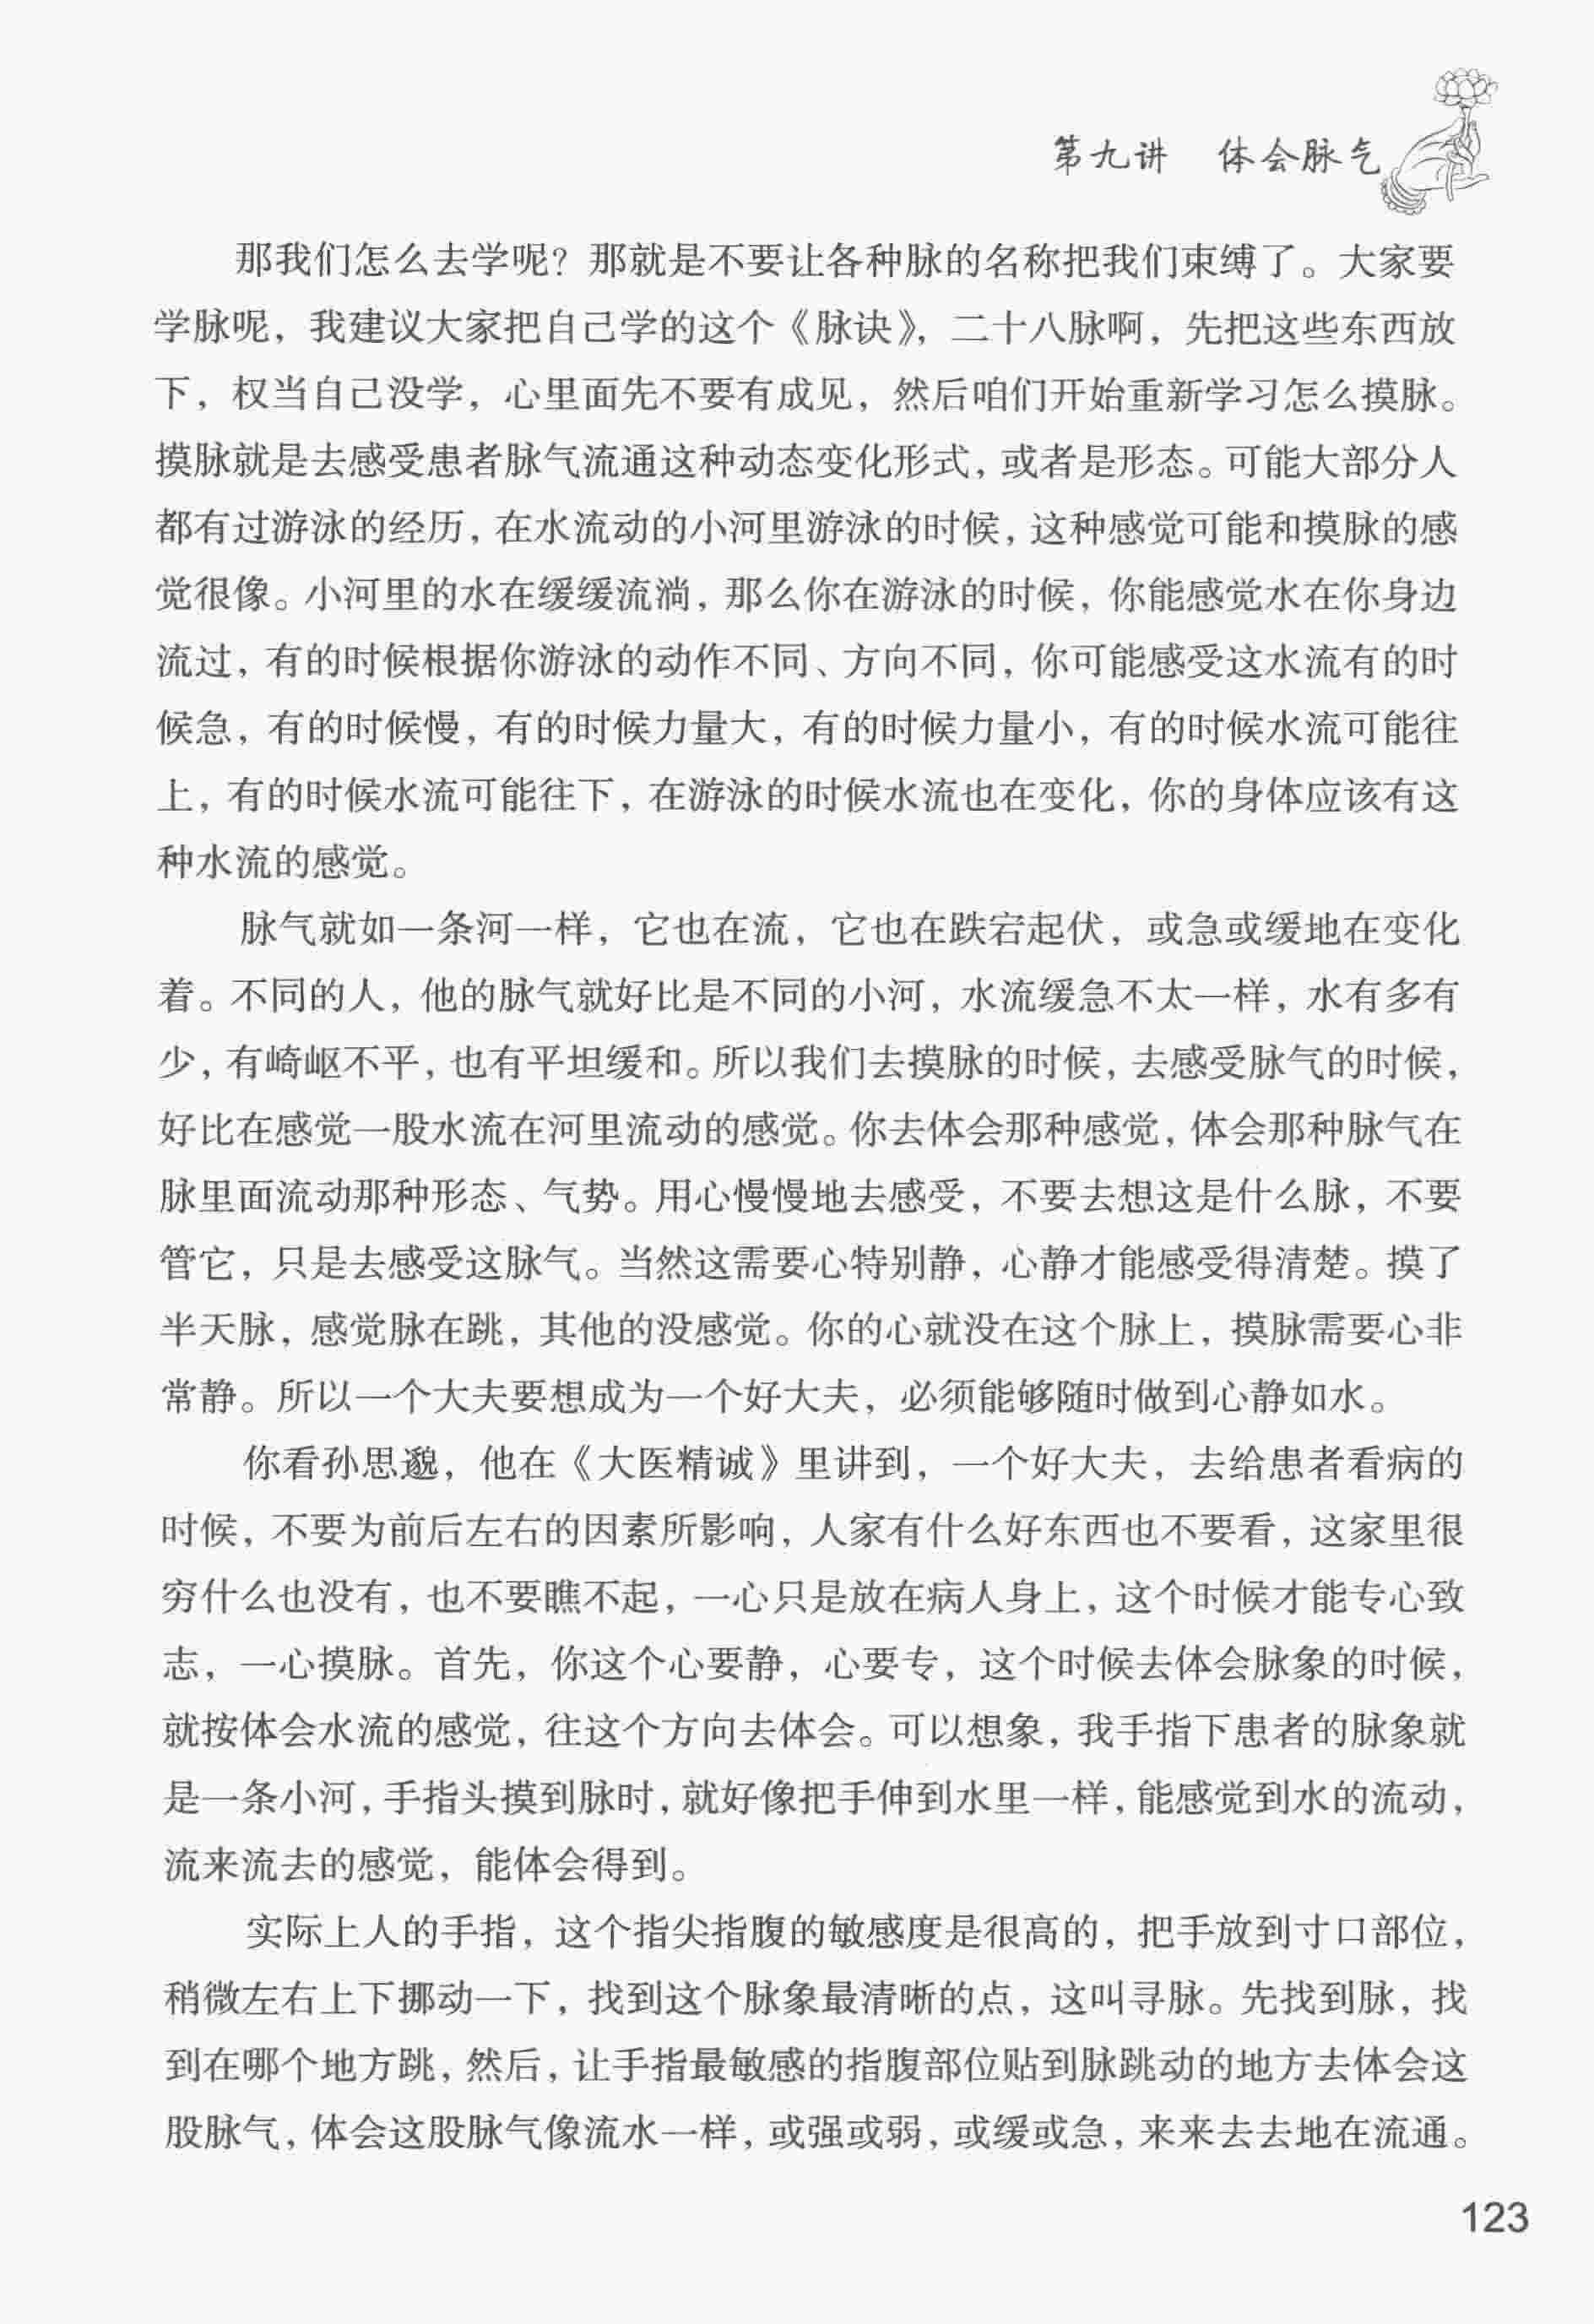 第九讲 体会脉气
那我们怎么去学呢？那就是不要让各种脉的名称把我们束缚了。大家要
学脉呢，我建议大家把自己学的这个《脉诀》，二十八脉啊，先把这些东西放
下，权当自己没学，心里面先不要有成见，然后咱们开始重新学习怎么摸脉。
摸脉就是去感受患者脉气流通这种动态变化形式，或者是形态。可能大部分人
都有过游泳的经历，在水流动的小河里游泳的时候，这种感觉可能和摸脉的感
觉很像。小河里的水在缓缓流淌，那么你在游泳的时候，你能感觉水在你身边
流过，有的时候根据你游泳的动作不同、方向不同，你可能感受这水流有的时
候急，有的时候慢，有的时候力量大，有的时候力量小，有的时候水流可能往
上，有的时候水流可能往下，在游泳的时候水流也在变化，你的身体应该有这
种水流的感觉。
脉气就如一条河一样，它也在流，它也在跌宕起伏，或急或缓地在变化
着。不同的人，他的脉气就好比是不同的小河，水流缓急不太一样，水有多有
少，有崎岖不平，也有平坦缓和。所以我们去摸脉的时候，去感受脉气的时候，
好比在感觉一股水流在河里流动的感觉。你去体会那种感觉，体会那种脉气在
脉里面流动那种形态、气势。用心慢慢地去感受，不要去想这是什么脉，不要
管它，只是去感受这脉气。当然这需要心特别静，心静才能感受得清楚。摸了
半天脉，感觉脉在跳，其他的没感觉。你的心就没在这个脉上，摸脉需要心非
常静。所以一个大夫要想成为一个好大夫，必须能够随时做到心静如水。
你看孙思邈，他在《大医精诚》里讲到，一个好大夫，去给患者看病的
时候，不要为前后左右的因素所影响，人家有什么好东西也不要看，这家里很
穷什么也没有，也不要瞧不起，一心只是放在病人身上，这个时候才能专心致
志，一心摸脉。首先，你这个心要静，心要专，这个时候去体会脉象的时候，
就按体会水流的感觉，往这个方向去体会。可以想象，我手指下患者的脉象就
是一条小河，手指头摸到脉时，就好像把手伸到水里一样，能感觉到水的流动，
流来流去的感觉，能体会得到。
实际上人的手指，这个指尖指腹的敏感度是很高的，把手放到寸口部位，
稍微左右上下挪动一下，找到这个脉象最清晰的点，这叫寻脉。先找到脉，找
到在哪个地方跳，然后，让手指最敏感的指腹部位贴到脉跳动的地方去体会这
股脉气，体会这股脉气像流水一样，或强或弱，或缓或急，来来去去地在流通。
123